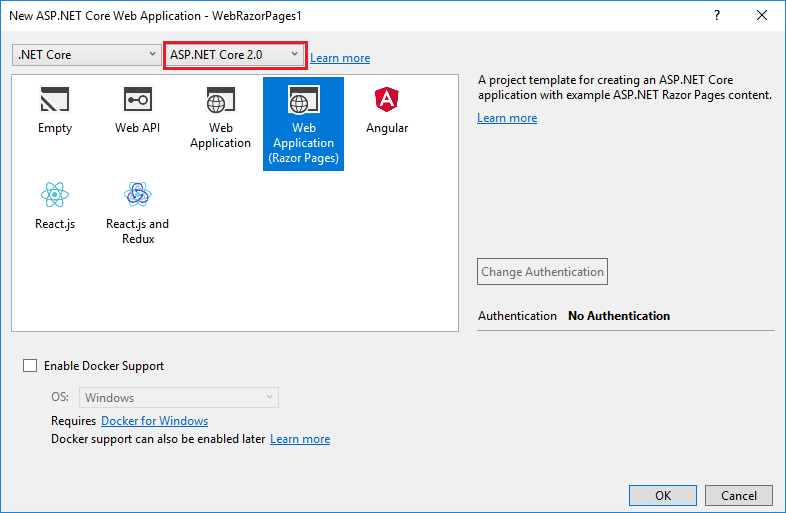 New ASP.NET Core Web Application - WebRazorPages1
.NET Core
ASP.NET Core 2.0
Learn more
Empty
Web API
Web
Application
Web
Application
(Razor Pages)
Angular
React.js
React.js and
Redux
A project template for creating an ASP.NET Core
application with example ASP.NET Razor Pages content.
Learn more
Change Authentication
Authentication No Authentication
Enable Docker Support
OS: Windows
Requires Docker for Windows
Docker support can also be enabled later Learn more
OK
Cancel